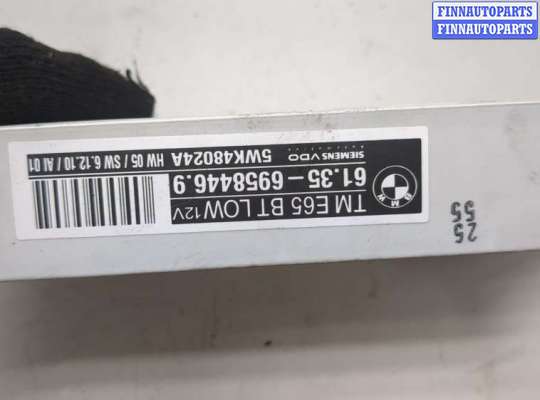 FINNAUTOPARTS
FINNAUTOPARTS
TM E65 BT LOW 12V
61.35-6958446.9
SIEMENS VDO
5WK48024A HW 05 / SW 6.12.10 / AI 01
BMW
25
55